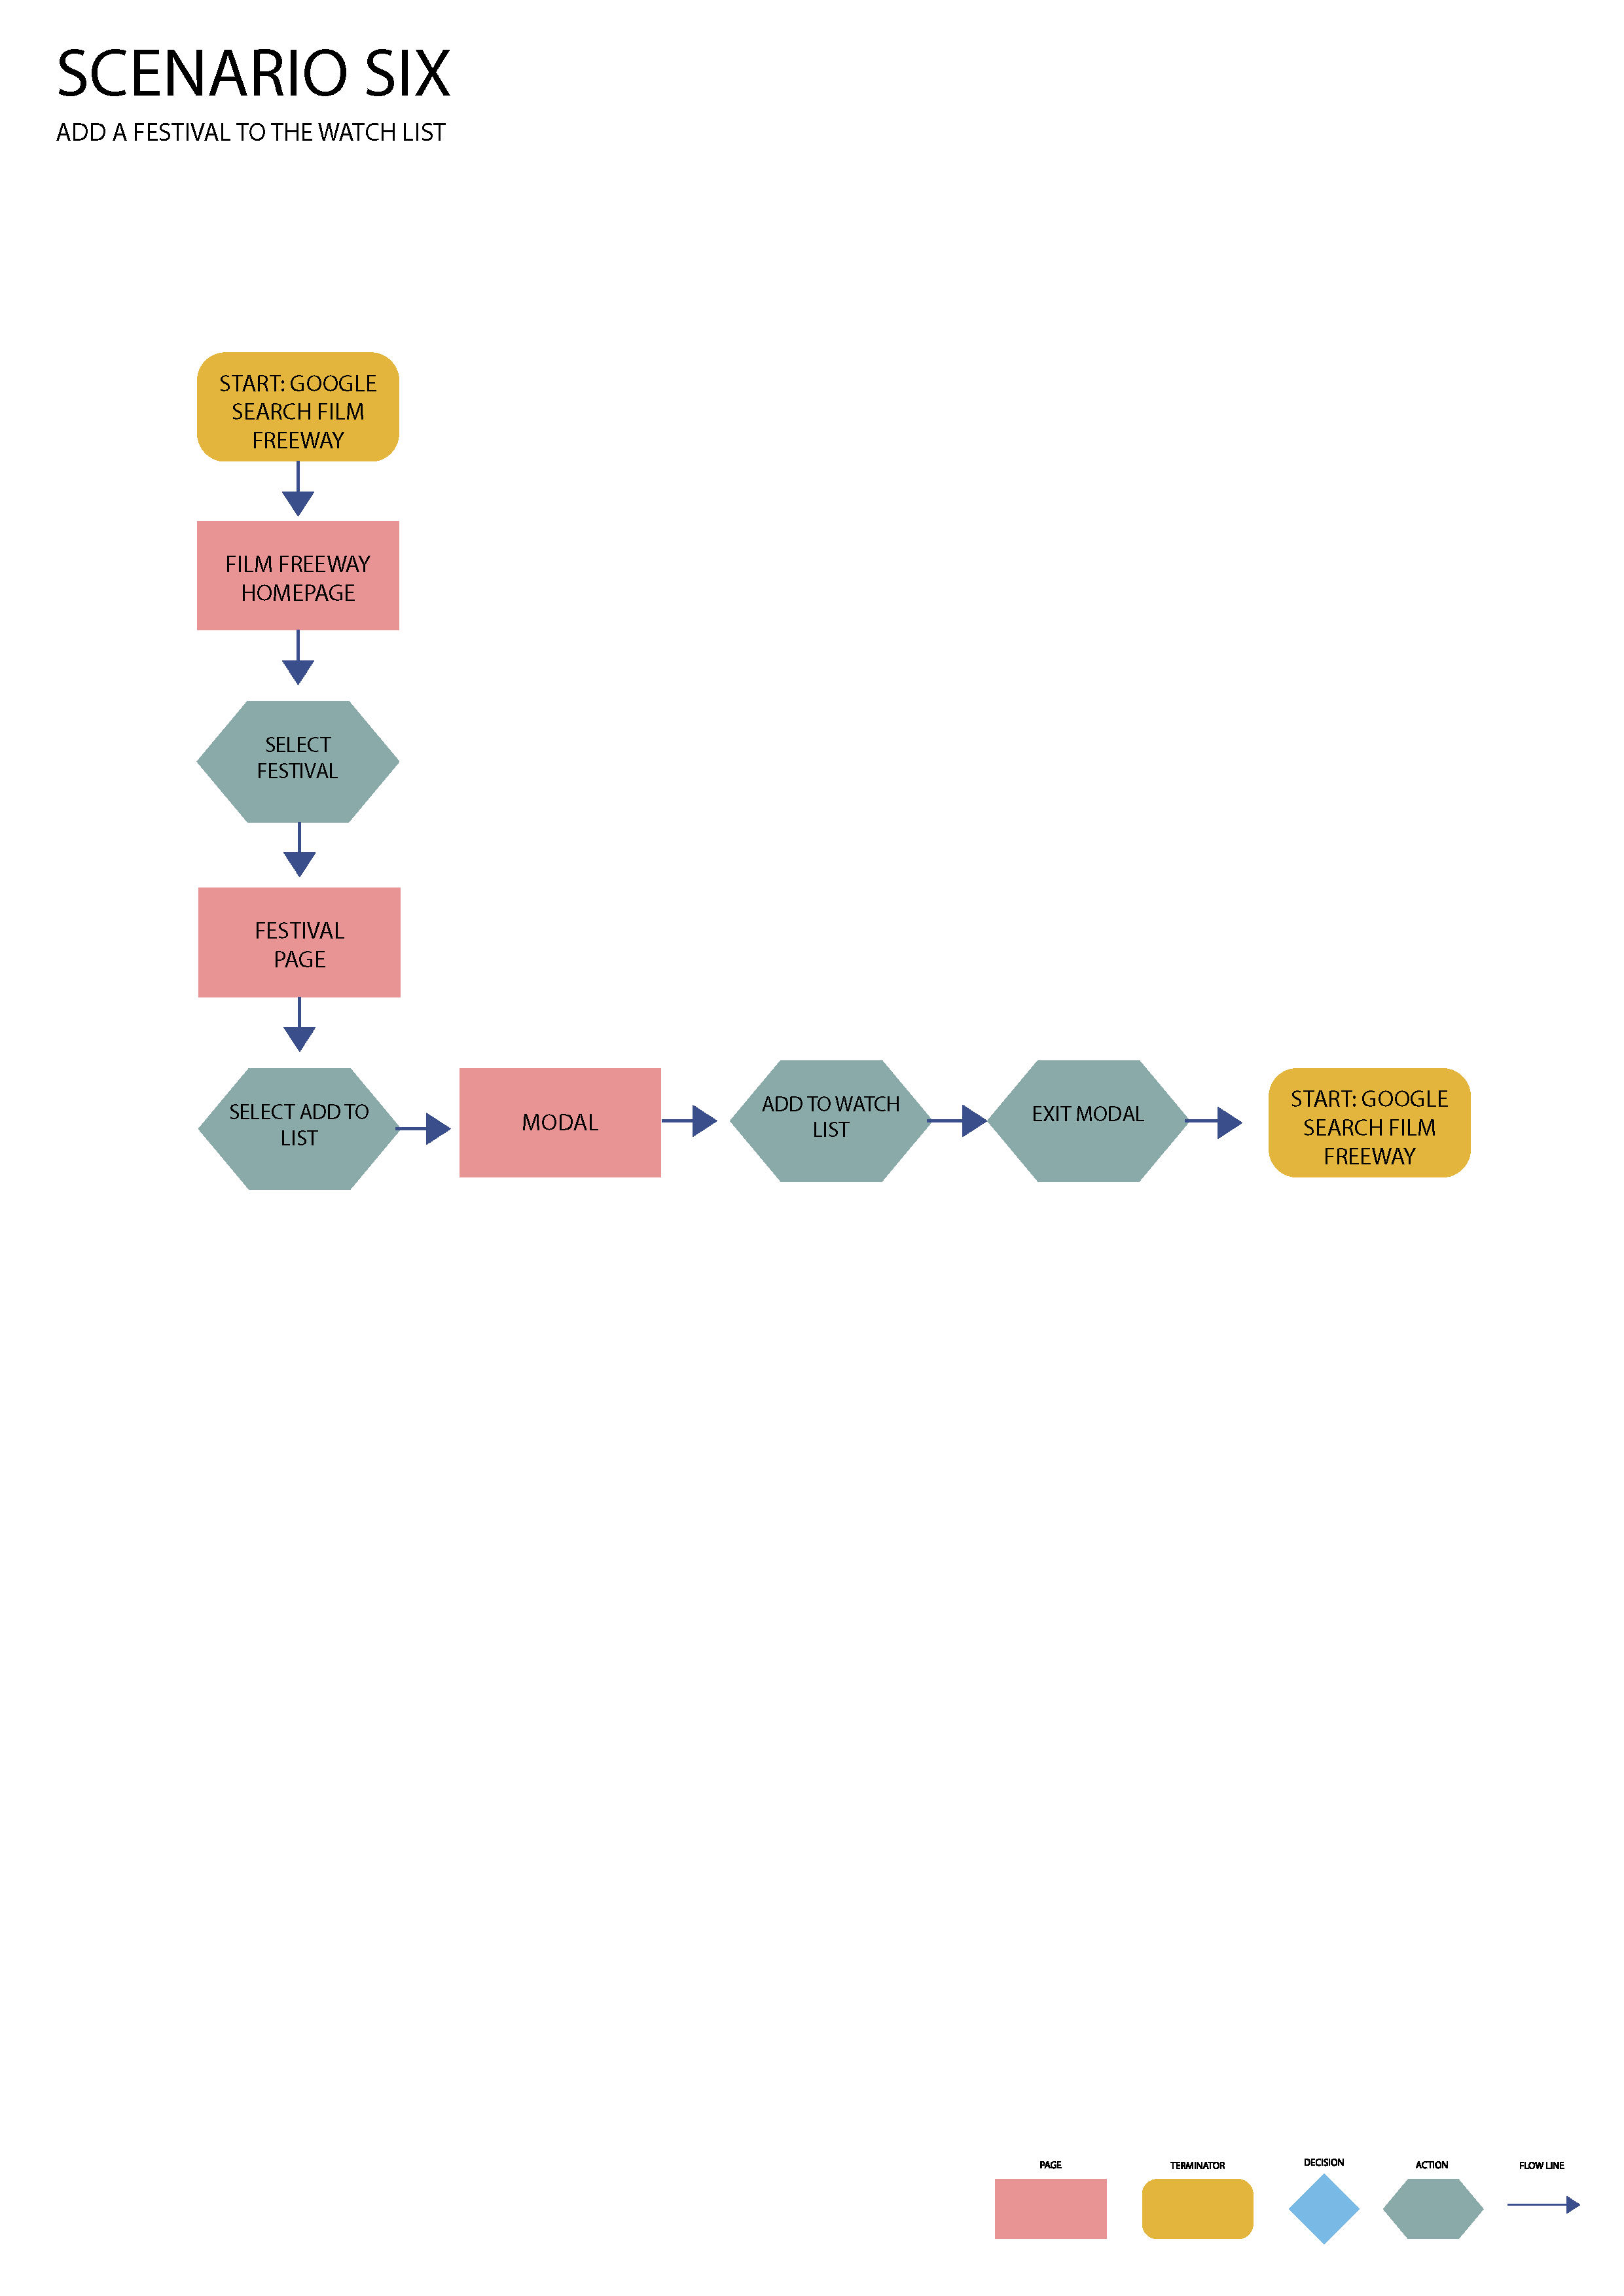 SCENARIO SIX
ADD A FESTIVAL TO THE WATCH LIST
START: GOOGLE
SEARCH FILM
FREEWAY
FILM FREEWAY
HOMEPAGE
SELECT
FESTIVAL
FESTIVAL
PAGE
SELECT ADD TO
LIST
MODAL
ADD TO WATCH
LIST
EXIT MODAL
START: GOOGLE
SEARCH FILM
FREEWAY
PAGE
TERMINATOR
DECISION
ACTION
FLOW LINE